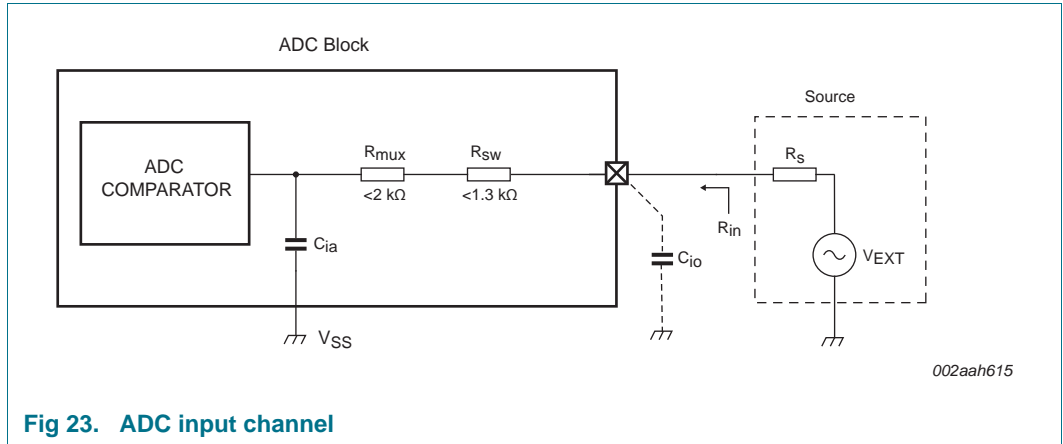 ADC Block
Source
ADC
COMPARATOR
Rmux
<2 kΩ
Rsw
<1.3 kΩ
Rs
Cia
Rin
Cio
VEXT
VSS
002aah615
Fig 23. ADC input channel